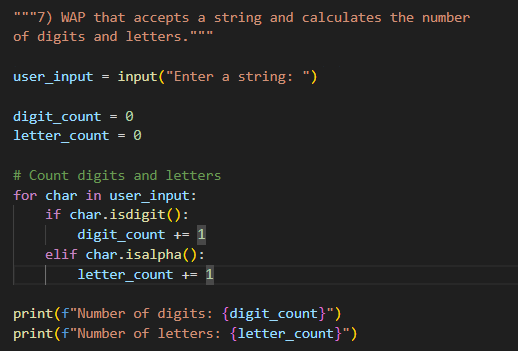 """7) WAP that accepts a string and calculates the number
of digits and letters."""

user_input = input("Enter a string: ")

digit_count = 0
letter_count = 0

# Count digits and letters
for char in user_input:
    if char.isdigit():
        digit_count += 1
    elif char.isalpha():
        letter_count += 1

print(f"Number of digits: {digit_count}")
print(f"Number of letters: {letter_count}")